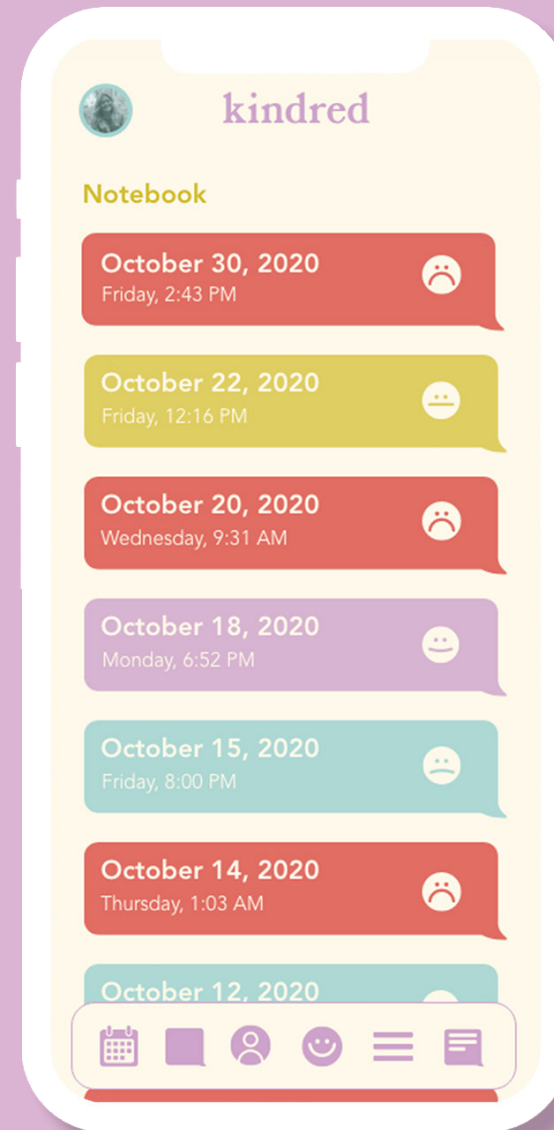 kindred
Notebook
October 30, 2020
Friday, 2:43 PM
October 22, 2020
Friday, 12:16 PM
October 20, 2020
Wednesday, 9:31 AM
October 18, 2020
Monday, 6:52 PM
October 15, 2020
Friday, 8:00 PM
October 14, 2020
Thursday, 1:03 AM
October 12, 2020